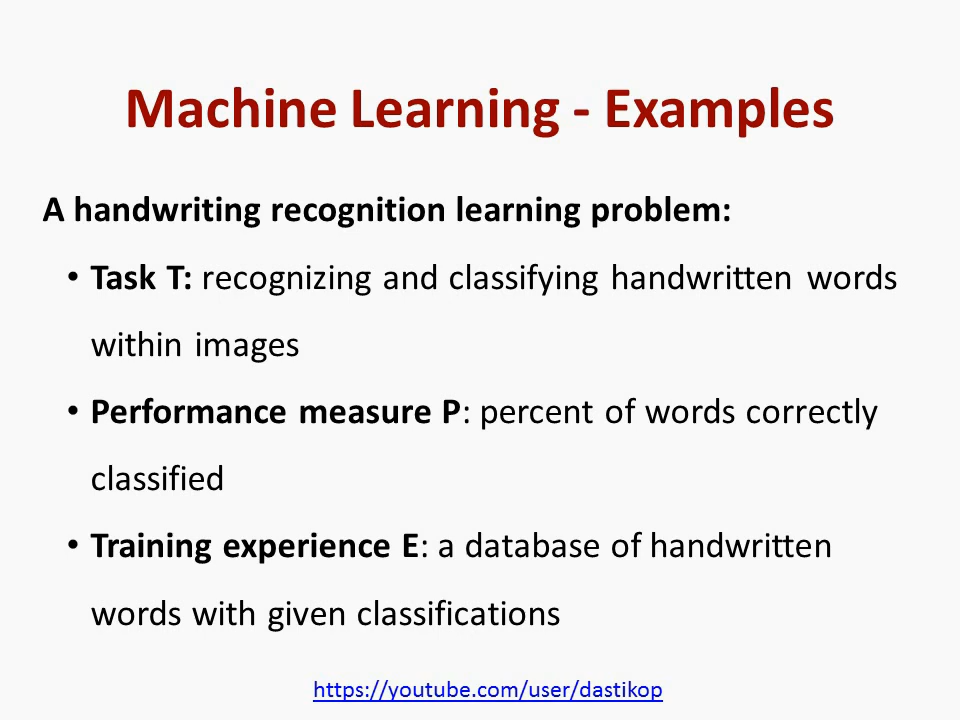 Machine Learning - Examples
A handwriting recognition learning problem:
• Task T: recognizing and classifying handwritten words
within images
• Performance measure P: percent of words correctly
classified
• Training experience E: a database of handwritten
words with given classifications
https://youtube.com/user/dastikop